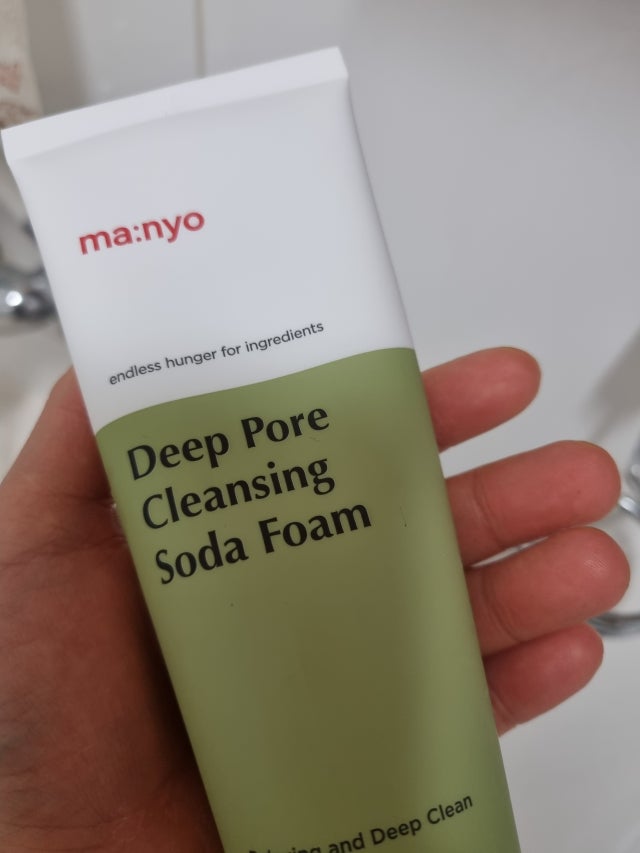 ma:nyo
endless hunger for ingredients
Deep Pore
Cleansing
Soda Foam
and Deep Clean